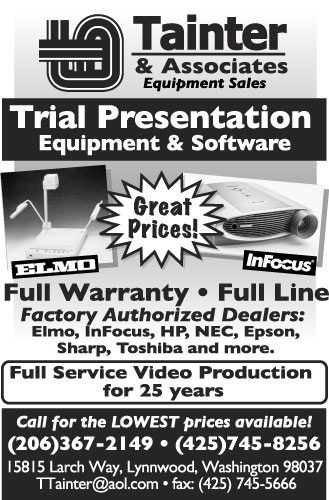 Tainter
& Associates
Equipment Sales
Trial Presentation
Equipment & Software
Great
Prices!
ELMO
InFocus®
Full Warranty • Full Line
Factory Authorized Dealers:
Elmo, InFocus, HP, NEC, Epson,
Sharp, Toshiba and more.
Full Service Video Production
for 25 years
Call for the LOWEST prices available!
(206)367-2149 • (425)745-8256
15815 Larch Way, Lynnwood, Washington 98037
TTainter@aol.com • fax: (425) 745-5666